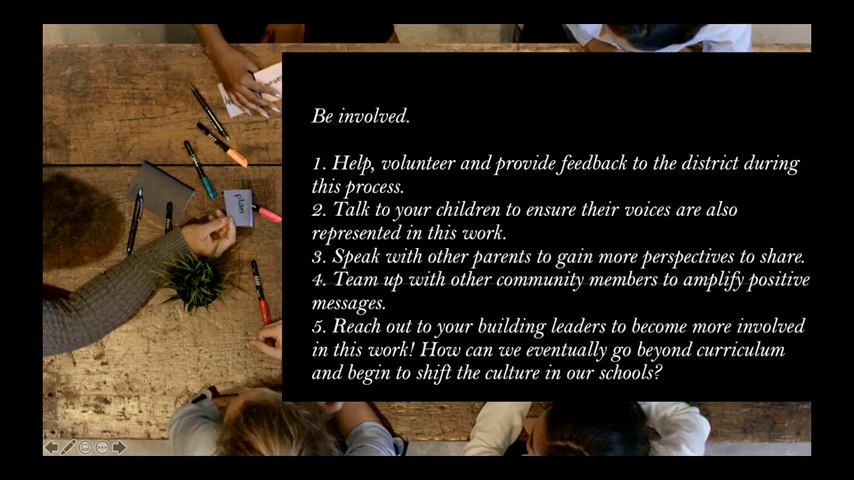 Be involved.
1. Help, volunteer and provide feedback to the district during
this process.
2. Talk to your children to ensure their voices are also
represented in this work.
3. Speak with other parents to gain more perspectives to share.
4. Team up with other community members to amplify positive
messages.
5. Reach out to your building leaders to become more involved
in this work! How can we eventually go beyond curriculum
and begin to shift the culture in our schools?
plan